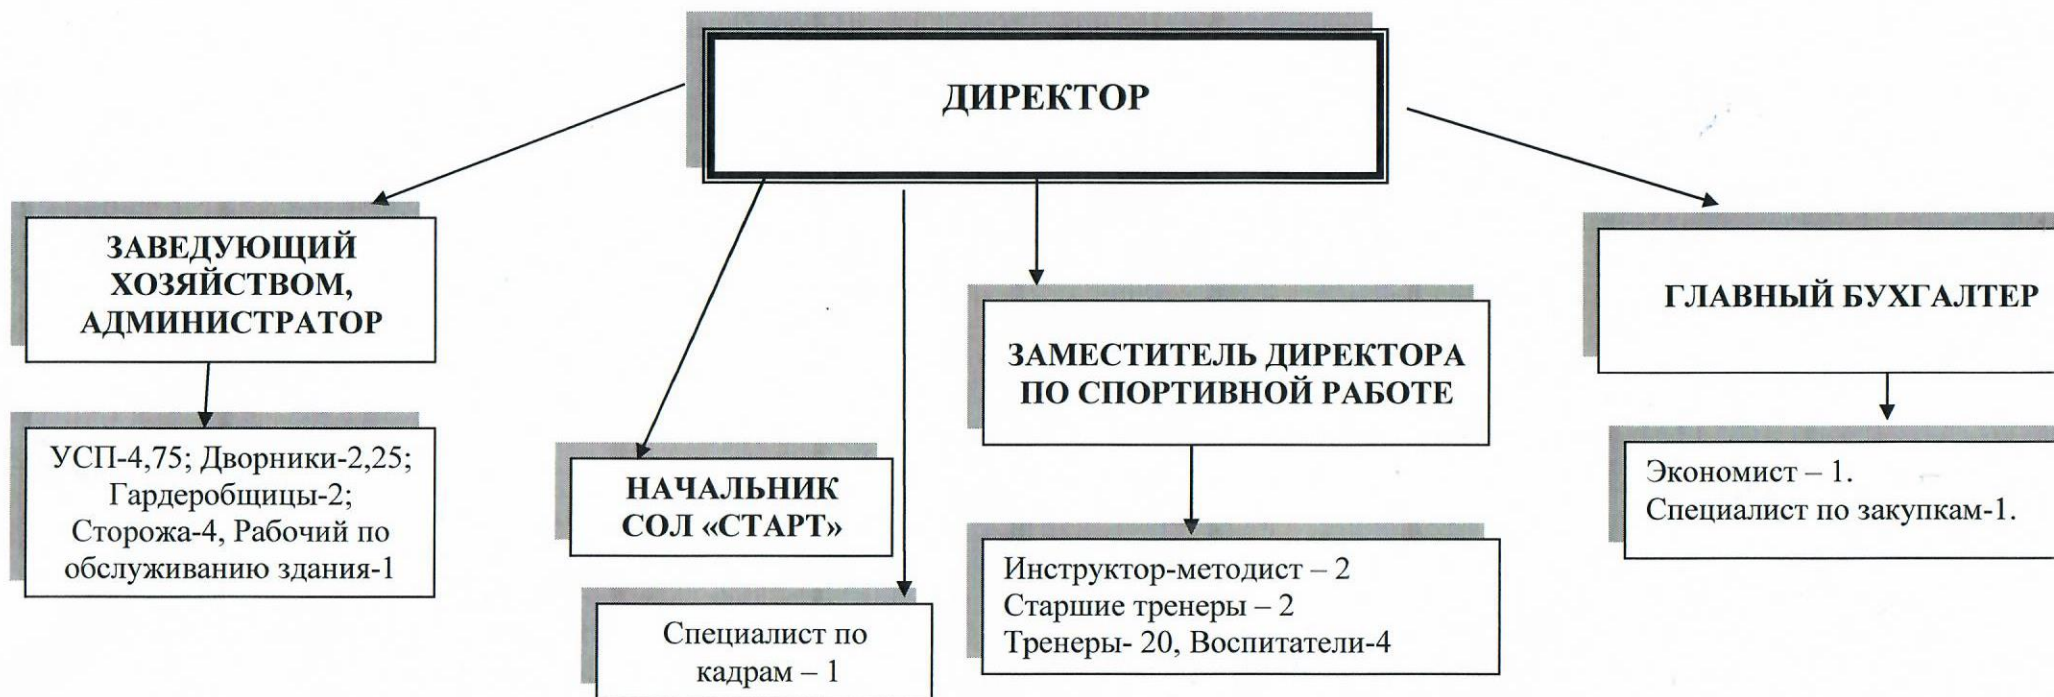 ДИРЕКТОР
ЗАВЕДУЮЩИЙ
ХОЗЯЙСТВОМ,
АДМИНИСТРАТОР
УСП-4,75; Дворники-2,25;
Гардеробщицы-2;
Сторожа-4, Рабочий по
обслуживанию здания-1
НАЧАЛЬНИК
СОЛ «СТАРТ»
Специалист по
кадрам – 1
ЗАМЕСТИТЕЛЬ ДИРЕКТОРА
ПО СПОРТИВНОЙ РАБОТЕ
Инструктор-методист – 2
Старшие тренеры – 2
Тренеры- 20, Воспитатели-4
ГЛАВНЫЙ БУХГАЛТЕР
Экономист – 1.
Специалист по закупкам-1.